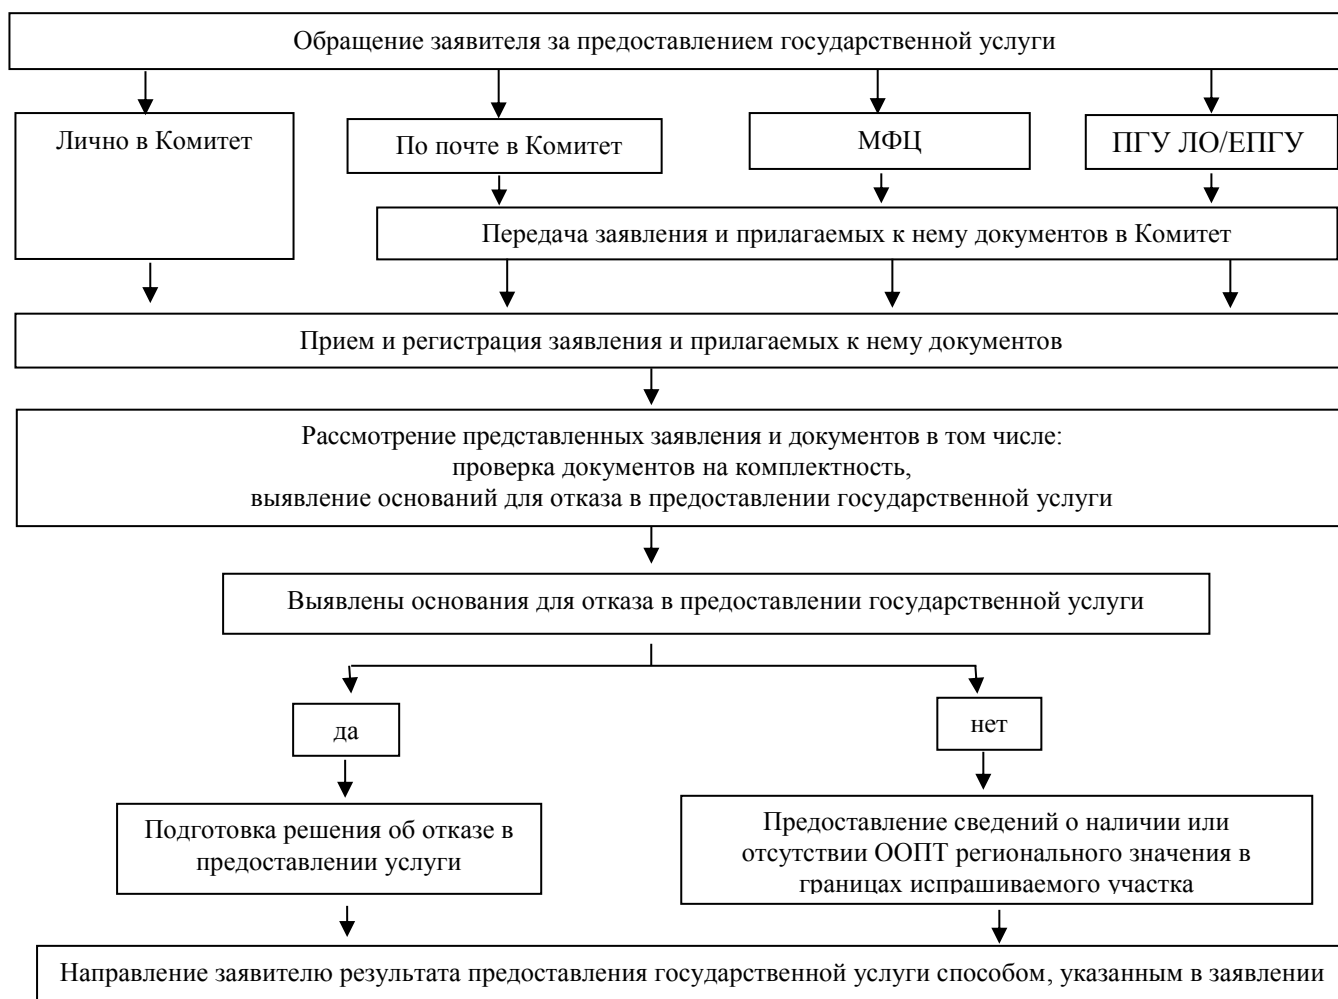 Обращение заявителя за предоставлением государственной услуги
Лично в Комитет
По почте в Комитет
МФЦ
ПГУ ЛО/ЕПГУ
Передача заявления и прилагаемых к нему документов в Комитет
Прием и регистрация заявления и прилагаемых к нему документов
Рассмотрение представленных заявления и документов в том числе:
проверка документов на комплектность,
выявление оснований для отказа в предоставлении государственной услуги
Выявлены основания для отказа в предоставлении государственной услуги
да
нет
Подготовка решения об отказе в
предоставлении услуги
Предоставление сведений о наличии или
отсутствии ООПТ регионального значения в
границах испрашиваемого участка
Направление заявителю результата предоставления государственной услуги способом, указанным в заявлении